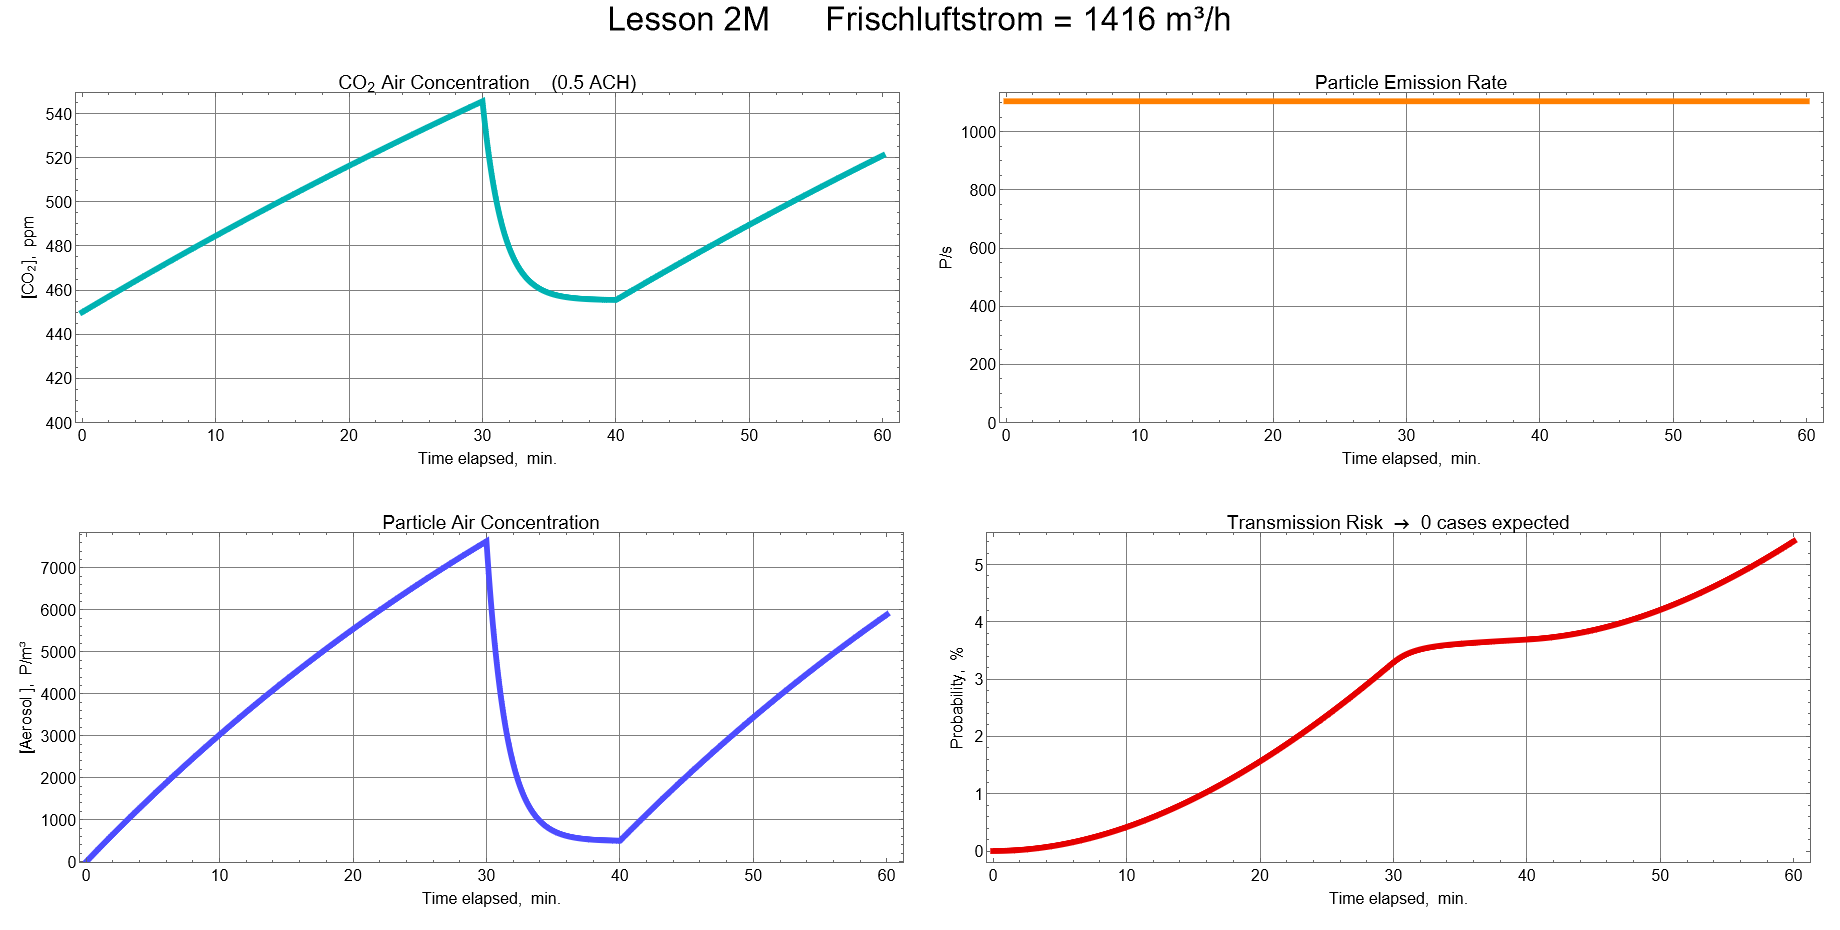 Lesson 2M Frischluftstrom = 1416 m³/h
CO₂ Air Concentration (0.5 ACH)
[CO₂], ppm
540
520
500
480
460
440
420
400
0 10 20 30 40 50 60
Time elapsed, min.
Particle Emission Rate
P/s
1000
800
600
400
200
0
0 10 20 30 40 50 60
Time elapsed, min.
Particle Air Concentration
[Aerosol ], P/m³
7000
6000
5000
4000
3000
2000
1000
0
0 10 20 30 40 50 60
Time elapsed, min.
Transmission Risk → 0 cases expected
Probability, %
5
4
3
2
1
0
0 10 20 30 40 50 60
Time elapsed, min.